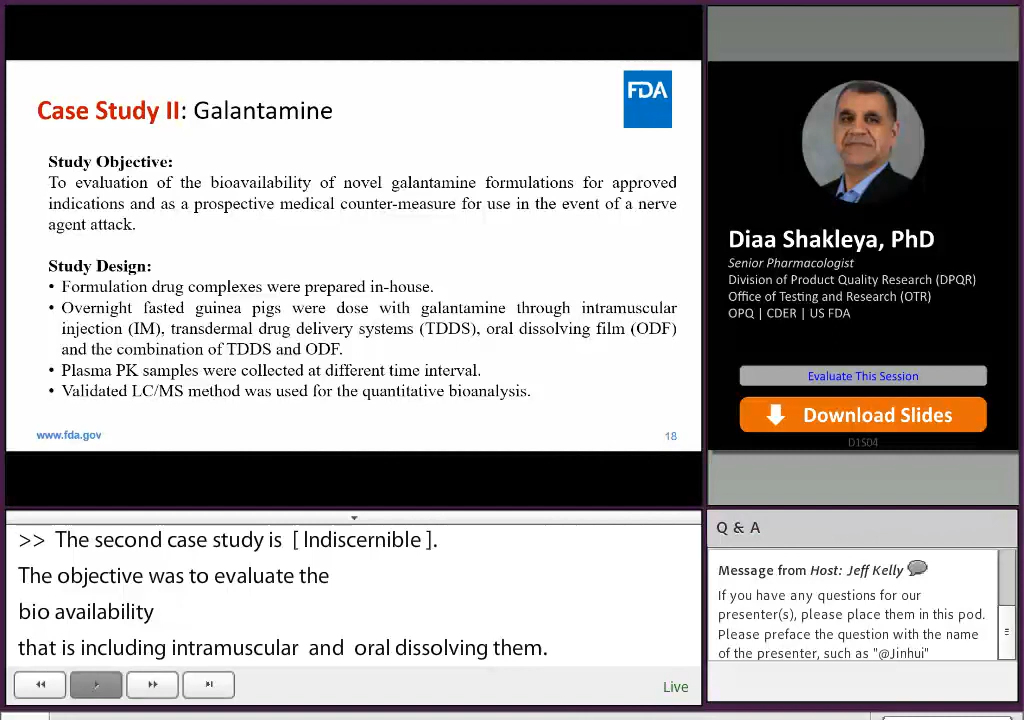 FDA
Case Study II: Galantamine
Study Objective:
To evaluation of the bioavailability of novel galantamine formulations for approved
indications and as a prospective medical counter-measure for use in the event of a nerve
agent attack.
Study Design:
• Formulation drug complexes were prepared in-house.
• Overnight fasted guinea pigs were dose with galantamine through intramuscular
injection (IM), transdermal drug delivery systems (TDDS), oral dissolving film (ODF)
and the combination of TDDS and ODF.
• Plasma PK samples were collected at different time interval.
• Validated LC/MS method was used for the quantitative bioanalysis.
www.fda.gov
18
Diaa Shakleya, PhD
Senior Pharmacologist
Division of Product Quality Research (DPQR)
Office of Testing and Research (OTR)
OPQ | CDER | US FDA
Evaluate This Session
Download Slides
D1S04
>> The second case study is [ Indiscernible ].
The objective was to evaluate the
bio availability
that is including intramuscular and oral dissolving them.
Live
Q & A
Message from Host: Jeff Kelly
If you have any questions for our
presenter(s), please place them in this pod.
Please preface the question with the name
of the presenter, such as "@Jinhui"